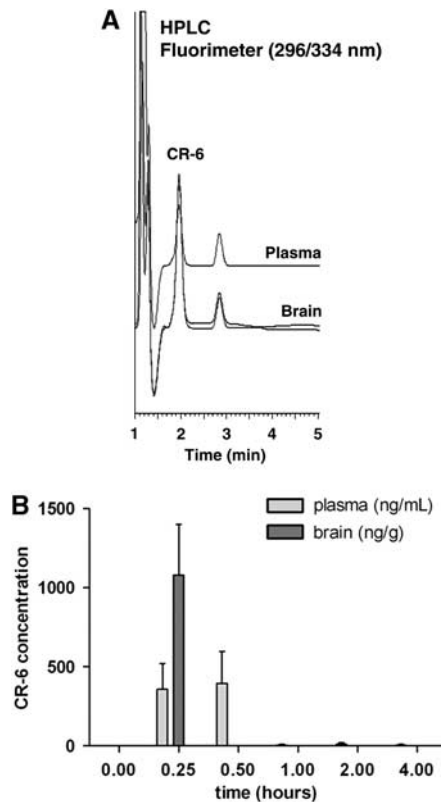 A
HPLC
Fluorimeter (296/334 nm)
CR-6
Plasma
Brain
1 2 3 4 5
Time (min)
B
plasma (ng/mL)
brain (ng/g)
CR-6 concentration
1500
1000
500
0
0.00 0.25 0.50 1.00 2.00 4.00
time (hours)